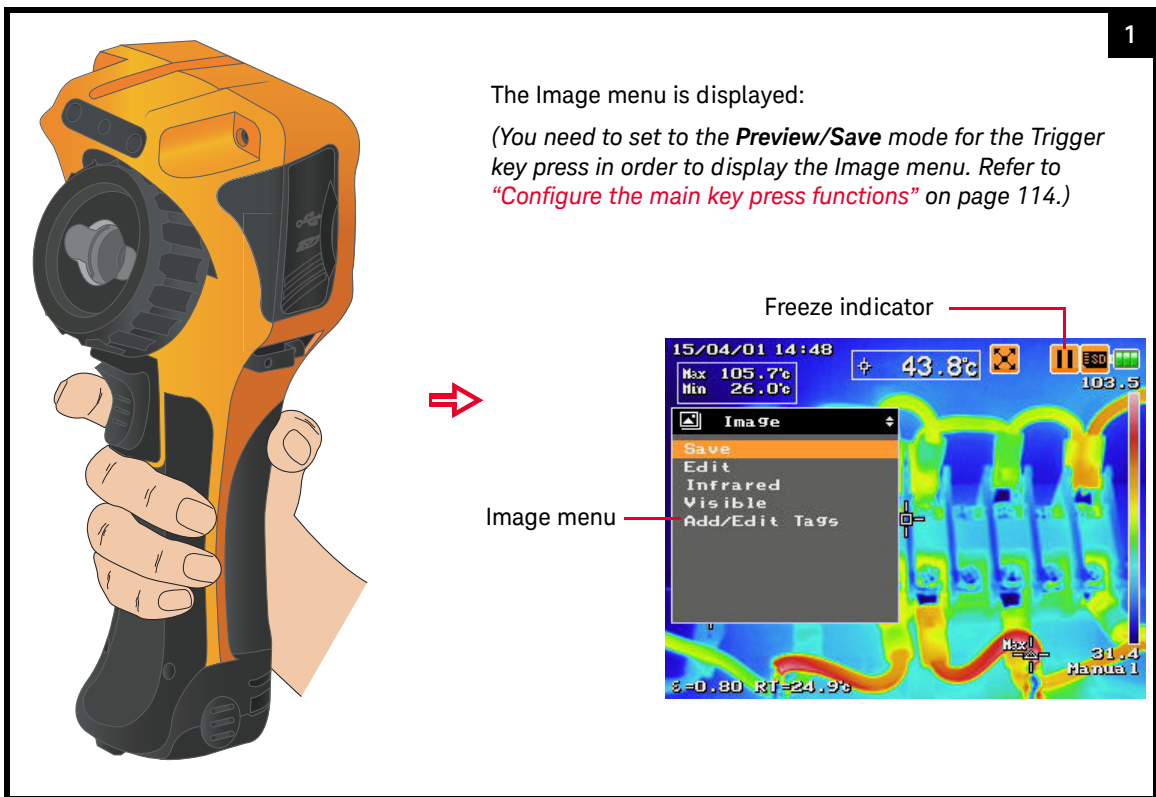 1
The Image menu is displayed:
(You need to set to the Preview/Save mode for the Trigger
key press in order to display the Image menu. Refer to
“Configure the main key press functions” on page 114.)
Freeze indicator
15/04/01 14:48
Max 105.7℃
Min 26.0℃
43.8℃
SD
103.5
Image
Save
Edit
Infrared
Visible
Add/Edit Tags
Image menu
Max
31.4
Manual
ε=0.80 RT=24.9℃